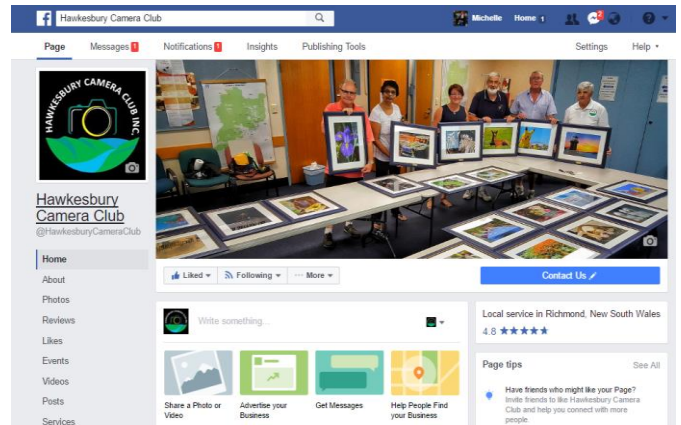 Hawkesbury Camera Club
Michelle Home 1
2
Page Messages 1 Notifications 1 Insights Publishing Tools Settings Help
HAWKESBURY CAMERA CLUB INC.
Hawkesbury
Camera Club
@HawkesburyCameraClub
Home
About
Photos
Reviews
Likes
Events
Videos
Posts
Services
Liked Following More Contact Us
Write something...
Share a Photo or
Video
Advertise your
Business
Get Messages
Help People Find
your Business
Local service in Richmond, New South Wales
4.8 ★★★★★
Page tips See All
Have friends who might like your Page?
Invite friends to like Hawkesbury Camera
Club and help you connect with more
people.